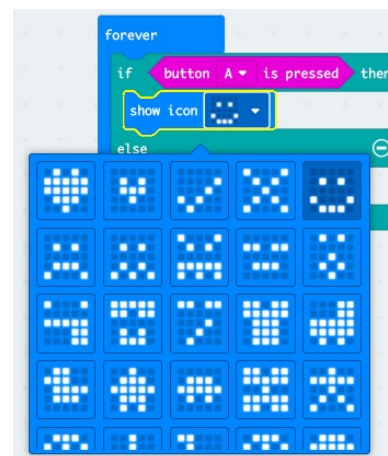 forever
if button A is pressed then
show icon
else